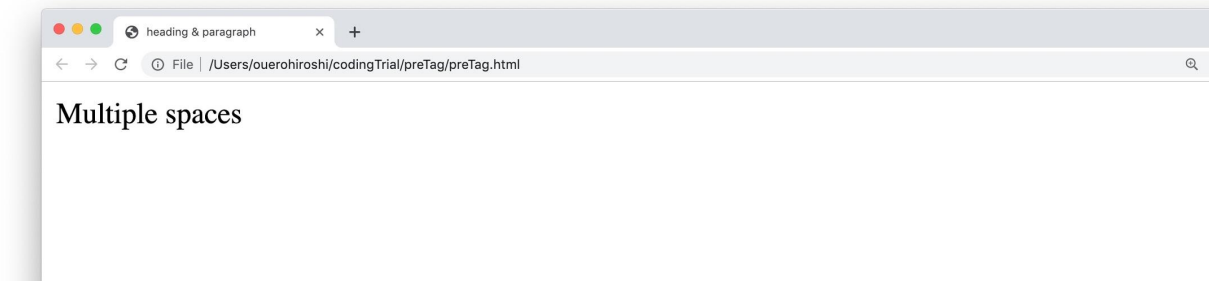 heading & paragraph
File | /Users/ouerohiroshi/codingTrial/preTag/preTag.html
Multiple spaces